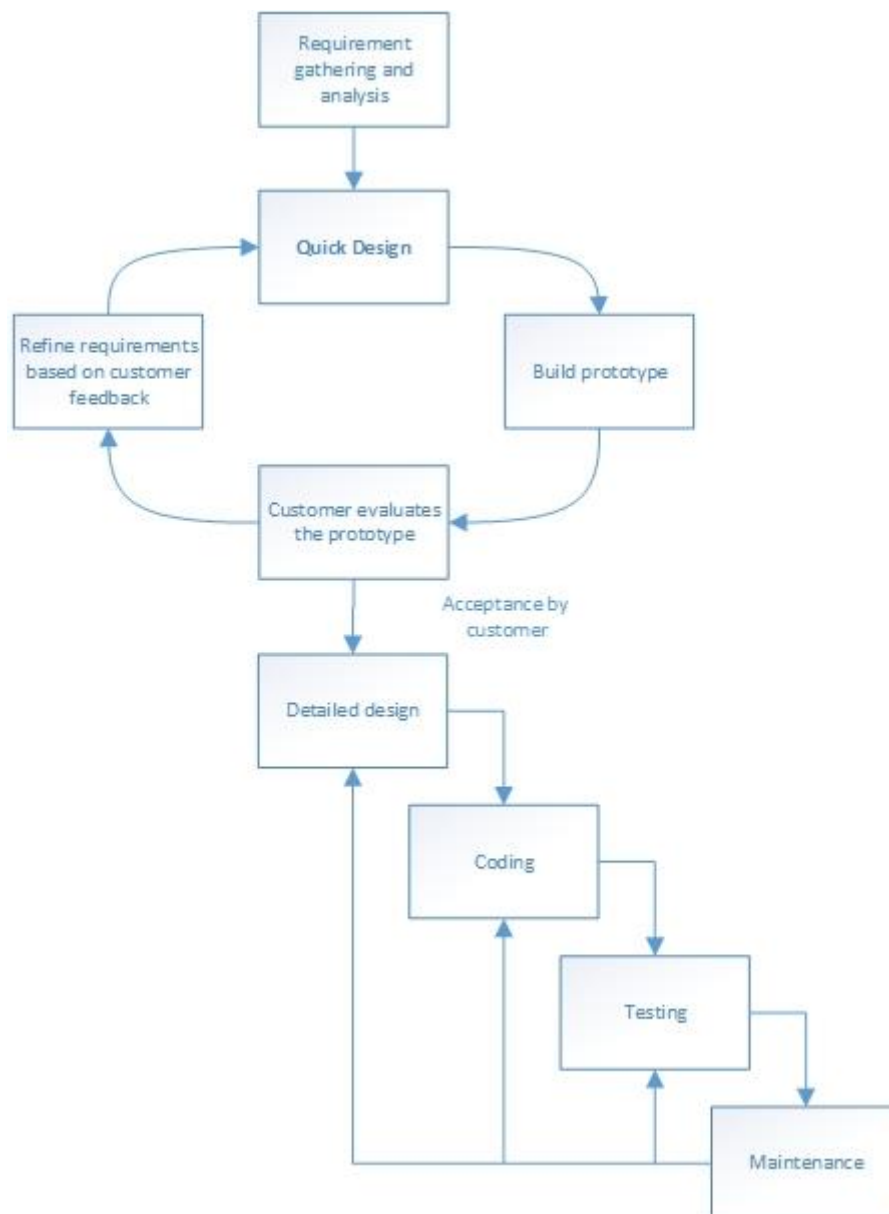 Requirement
gathering and
analysis
Quick Design
Refine requirements
based on customer
feedback
Build prototype
Customer evaluates
the prototype
Acceptance by
customer
Detailed design
Coding
Testing
Maintenance